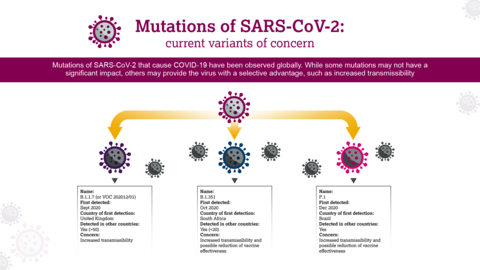 Mutations of SARS-CoV-2:
current variants of concern
Mutations of SARS-CoV-2 that cause COVID-19 have been observed globally. While some mutations may not have a
significant impact, others may provide the virus with a selective advantage, such as increased transmissibility
Name:
B.1.1.7 (or VOC 202012/01)
First detected:
Sept 2020
Country of first detection:
United Kingdom
Detected in other countries:
Yes (>50)
Concern:
Increased transmissibility
Name:
B.1.351
First detected:
Oct 2020
Country of first detection:
South Africa
Detected in other countries:
Yes (<20)
Concern:
Increased transmissibility and
possible reduction of vaccine
effectiveness
Name:
P.1
First detected:
Dec 2020
Country of first detection:
Brazil
Detected in other countries:
Yes
Concern:
Increased transmissibility and
possible reduction of vaccine
effectiveness